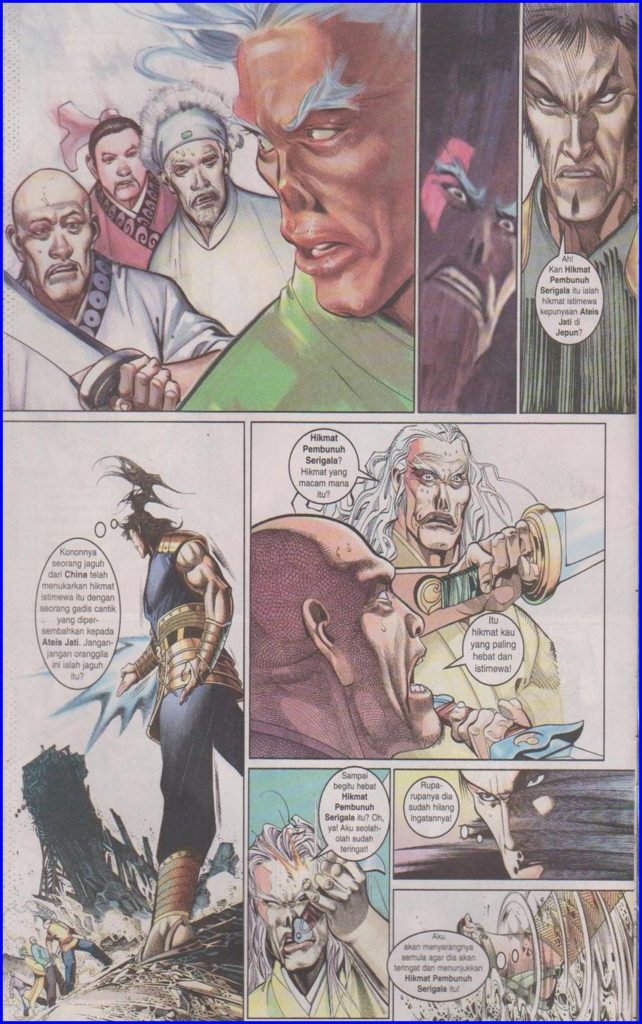 Ah!
Kan Hikmat
Pembunuh
Serigala itu ialah
hikmat istimewa
kepunyaan Ateis
Jati di
Jepun?
Kononnya
seorang jaguh
dari China telah
menukarkan hikmat
istimewa itu dengan
seorang gadis cantik
yang diper-
sembahkan kepada
Ateis Jati. Jangan-
jangan oranggila
ini ialah jaguh
itu?
Hikmat
Pembunuh
Serigala?
Hikmat yang
macam mana
itu?
Itu
hikmat kau
yang paling
hebat dan
istimewa!
Sampai
begitu hebat
Hikmat
Pembunuh
Serigala itu? Oh,
ya! Aku seolah-
olah sudah
teringat!
Rupa-
rupanya dia
sudah hilang
ingatannya!
Aku
akan menyerangnya
semula agar dia akan
teringat dan menunjukkan
Hikmat Pembunuh
Serigala itu!